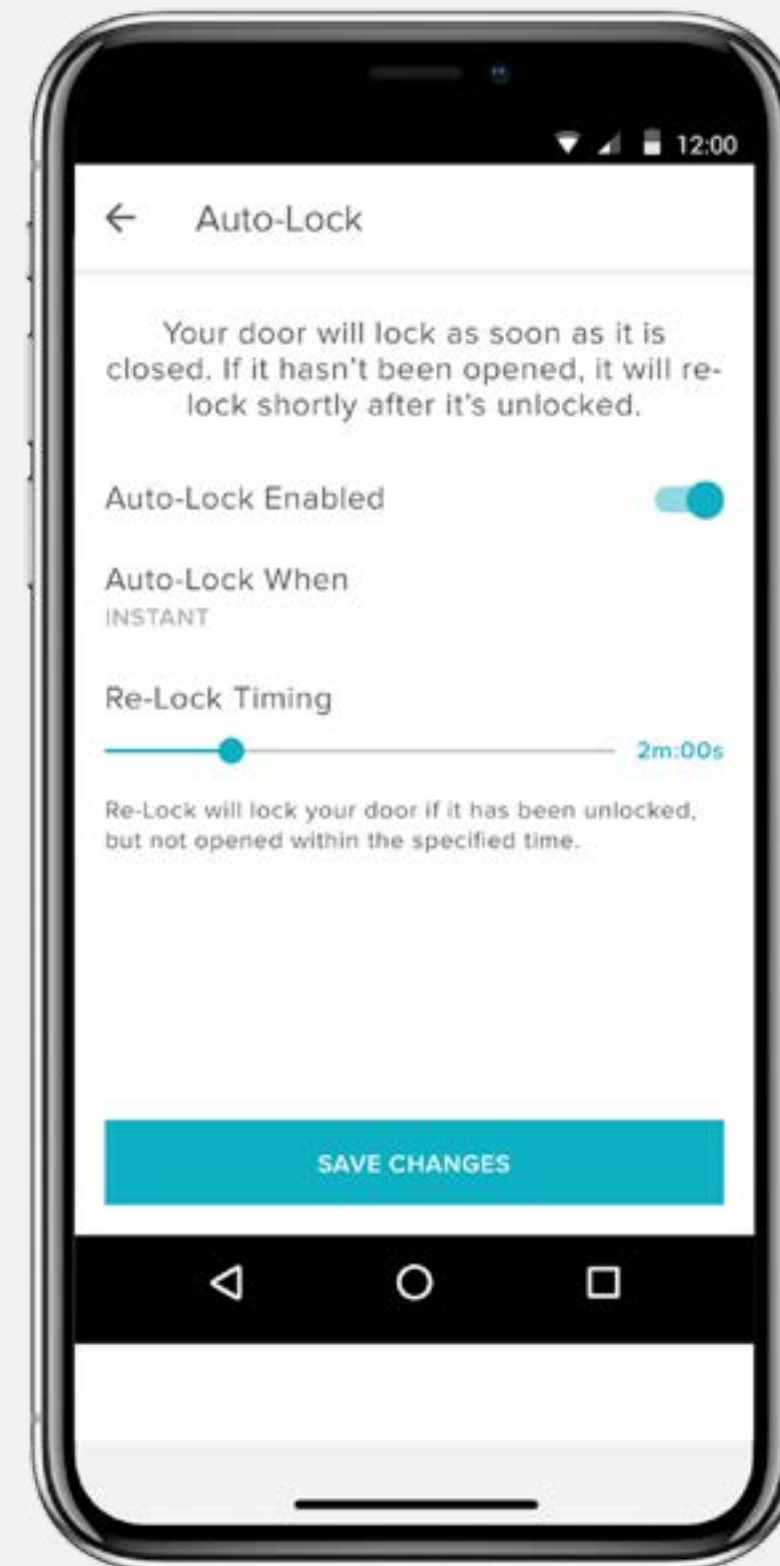 12:00
Auto-Lock
Your door will lock as soon as it is
closed. If it hasn't been opened, it will re-
lock shortly after it's unlocked.
Auto-Lock Enabled
Auto-Lock When
INSTANT
Re-Lock Timing
2m:00s
Re-Lock will lock your door if it has been unlocked,
but not opened within the specified time.
SAVE CHANGES